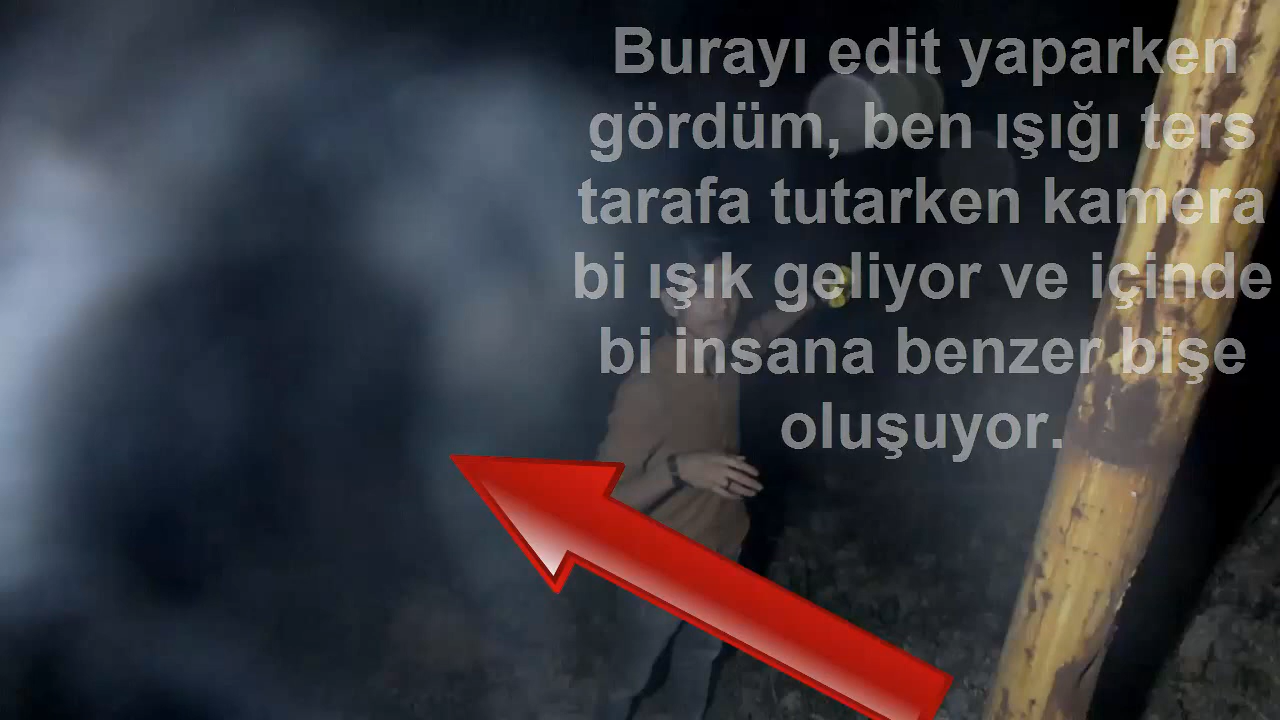 Burayı edit yaparken
gördüm, ben ışığı ters
tarafa tutarken kamera
bi ışık geliyor ve içinde
bi insana benzer bişe
oluşuyor.